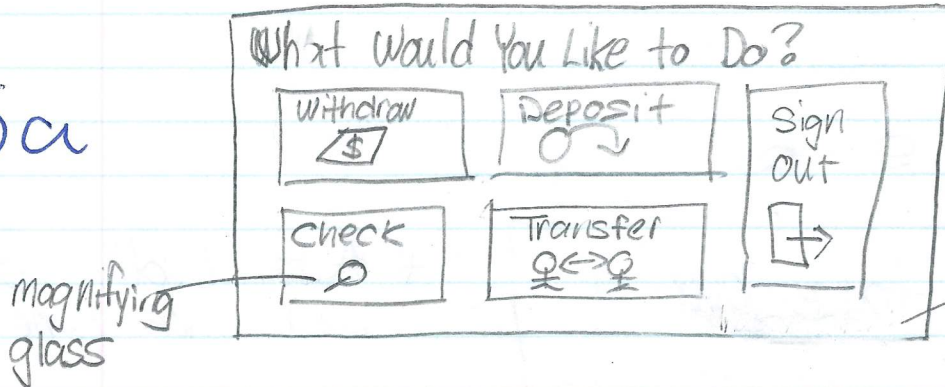 What Would You Like to Do?
Withdraw
$
Deposit
Sign
out
Check
Transfer
magnifying
glass